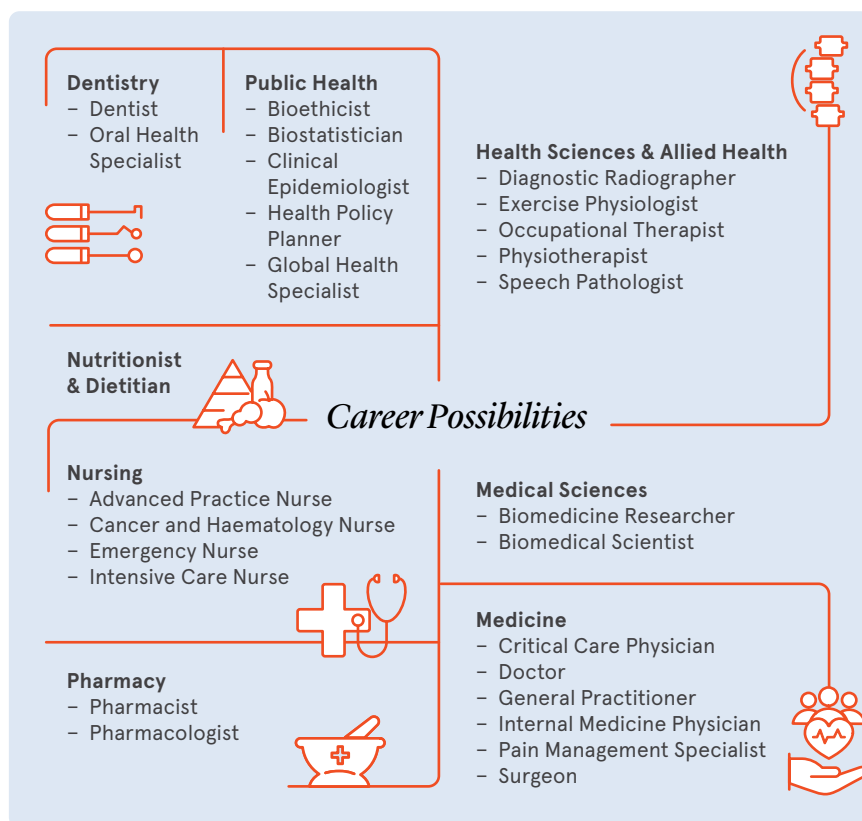 Dentistry
– Dentist
– Oral Health
Specialist
Public Health
– Bioethicist
– Biostatistician
– Clinical
Epidemiologist
– Health Policy
Planner
– Global Health
Specialist
Health Sciences & Allied Health
– Diagnostic Radiographer
– Exercise Physiologist
– Occupational Therapist
– Physiotherapist
– Speech Pathologist
Nutritionist
& Dietitian
Career Possibilities
Nursing
– Advanced Practice Nurse
– Cancer and Haematology Nurse
– Emergency Nurse
– Intensive Care Nurse
Medical Sciences
– Biomedicine Researcher
– Biomedical Scientist
Pharmacy
– Pharmacist
– Pharmacologist
Medicine
– Critical Care Physician
– Doctor
– General Practitioner
– Internal Medicine Physician
– Pain Management Specialist
– Surgeon